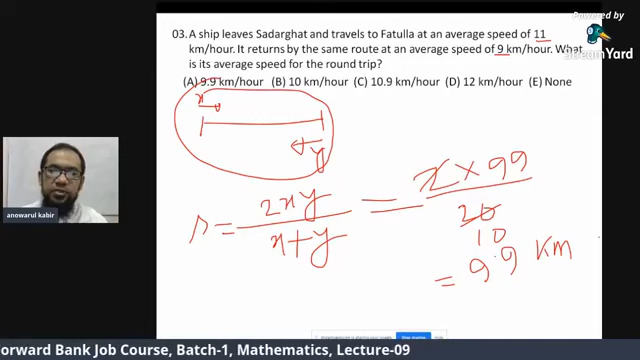 Powered by
StreamYard
03. A ship leaves Sadarghat and travels to Fatulla at an average speed of 11
km/hour. It returns by the same route at an average speed of 9 km/hour. What
is its average speed for the round trip?
(A) 9.9 km/hour (B) 10 km/hour (C) 10.9 km/hour (D) 12 km/hour (E) None
x
y
s = 2xy / x+y = 2 × 99 / 20
10
= 9.9 km
anowarul kabir
Forward Bank Job Course, Batch-1, Mathematics, Lecture-09